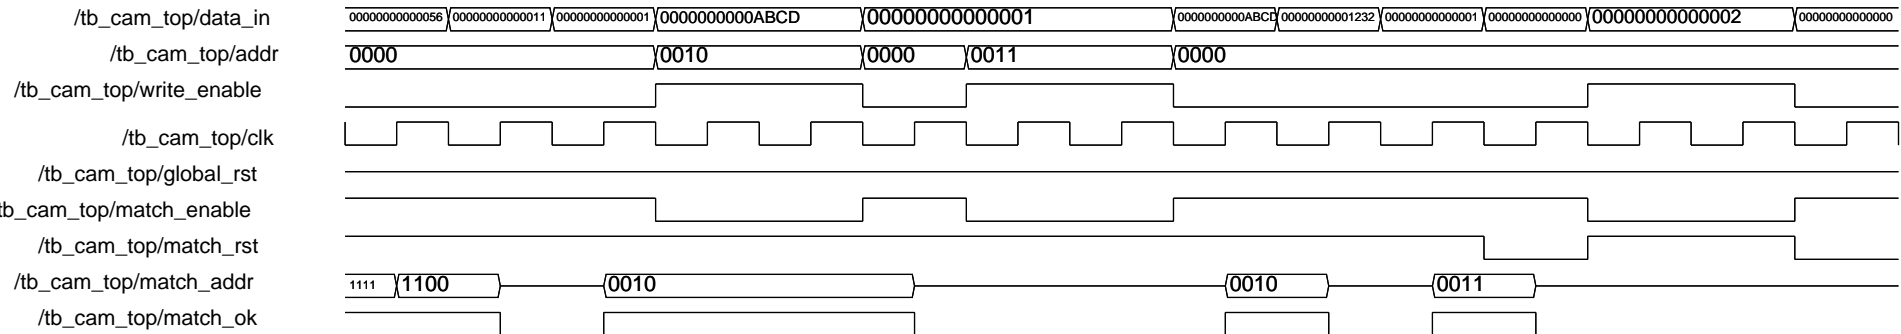 /tb_cam_top/data_in 00000000000056 00000000000011 00000000000001 0000000000ABCD 00000000000001 0000000000ABCD 00000000001232 00000000000001 00000000000000 00000000000002 00000000000000
/tb_cam_top/addr 0000 0010 0000 0011 0000
/tb_cam_top/write_enable
/tb_cam_top/clk
/tb_cam_top/global_rst
tb_cam_top/match_enable
/tb_cam_top/match_rst
/tb_cam_top/match_addr 1111 1100 0010 0010 0011
/tb_cam_top/match_ok